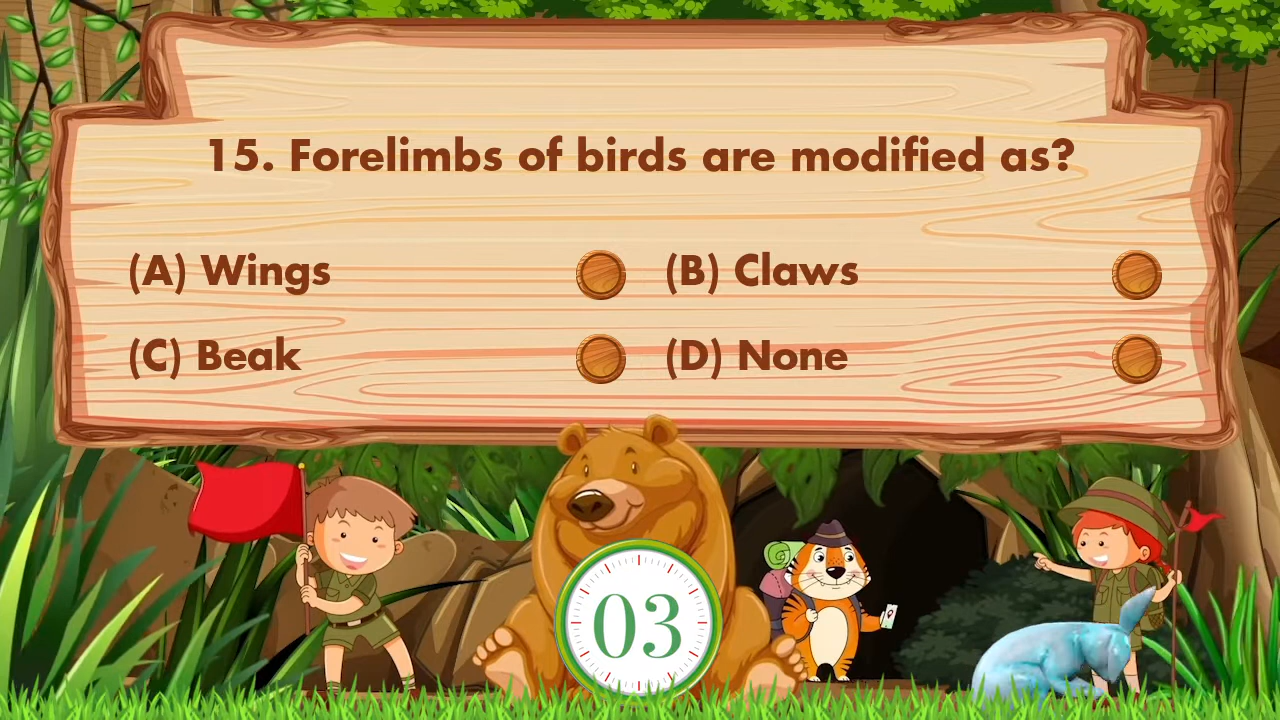 15. Forelimbs of birds are modified as?
(A) Wings
(B) Claws
(C) Beak
(D) None
03